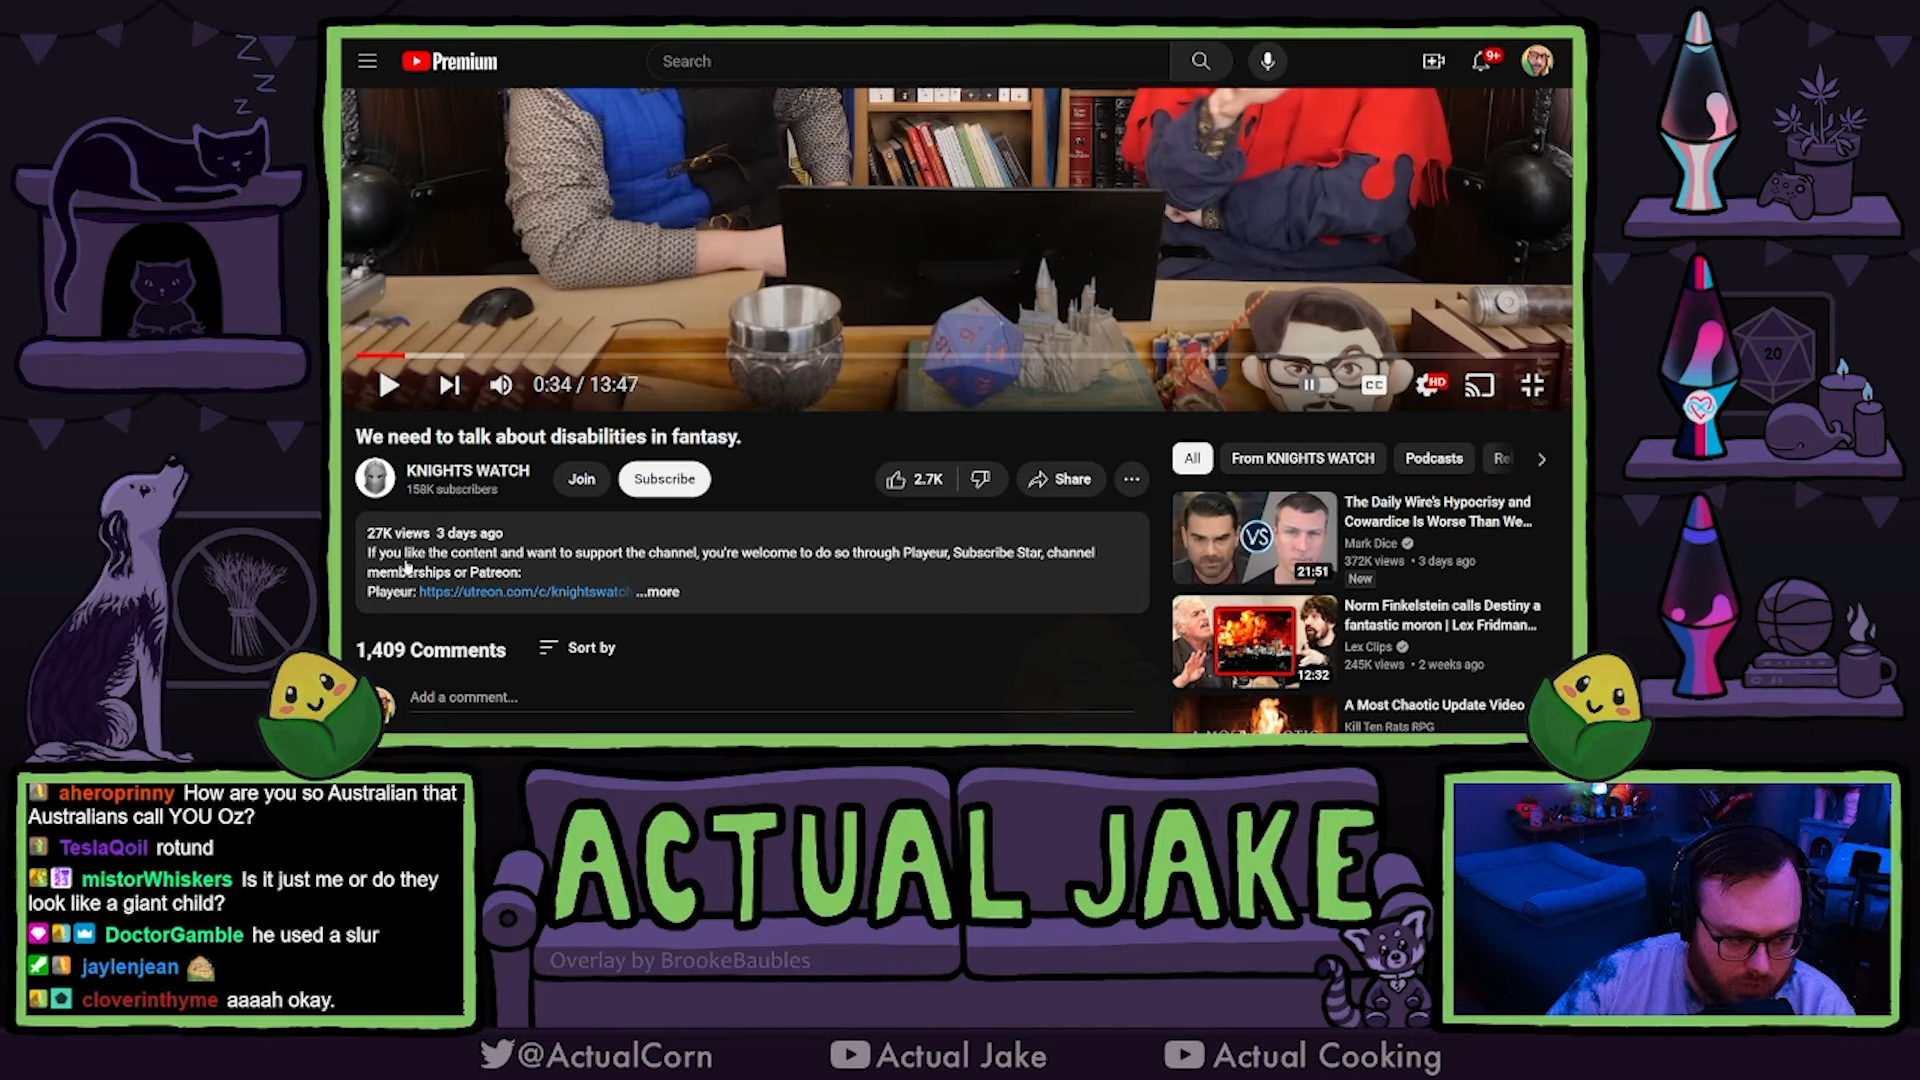 Premium
Search
9+
0:34 / 13:47
CC
HD
We need to talk about disabilities in fantasy.
KNIGHTS WATCH
158K subscribers
Join
Subscribe
2.7K
Share
27K views 3 days ago
If you like the content and want to support the channel, you're welcome to do so through Playeur, Subscribe Star, channel
memberships or Patreon:
Playeur: https://utreon.com/c/knightswatch ...more
1,409 Comments
Sort by
Add a comment...
All
From KNIGHTS WATCH
Podcasts
Re
The Daily Wire's Hypocrisy and
Cowardice Is Worse Than We...
Mark Dice
372K views • 3 days ago
New
VS
21:51
Norm Finkelstein calls Destiny a
fantastic moron | Lex Fridman...
Lex Clips
245K views • 2 weeks ago
12:32
A Most Chaotic Update Video
Kill Ten Rats RPG
Z
Z
Z
20
aheroprinny How are you so Australian that
Australians call YOU Oz?
TeslaQoil rotund
mistorWhiskers Is it just me or do they
look like a giant child?
DoctorGamble he used a slur
jaylenjean
cloverinthyme aaaah okay.
ACTUAL JAKE
Overlay by BrookeBaubles
@ActualCorn
Actual Jake
Actual Cooking